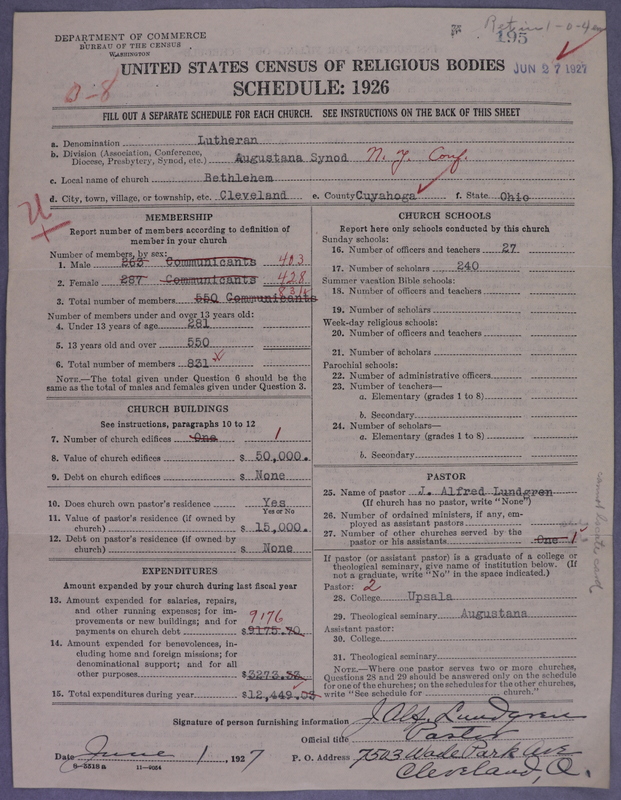 DEPARTMENT OF COMMERCE
BUREAU OF THE CENSUS
WASHINGTON
195
UNITED STATES CENSUS OF RELIGIOUS BODIES
JUN 27 1927
SCHEDULE: 1926
FILL OUT A SEPARATE SCHEDULE FOR EACH CHURCH. SEE INSTRUCTIONS ON THE BACK OF THIS SHEET
a. Denomination Lutheran
b. Division (Association, Conference, Diocese, Presbytery, Synod, etc.) Augustana Synod N. Y. Conf.
c. Local name of church Bethlehem
d. City, town, village, or township, etc. Cleveland e. County Cuyahoga f. State Ohio
MEMBERSHIP
Report number of members according to definition of
member in your church
Number of members, by sex:
1. Male 263 Communicants 403
2. Female 287 Communicants 428
3. Total number of members 550 Communicants 831
Number of members under and over 13 years old:
4. Under 13 years of age 281
5. 13 years old and over 550
6. Total number of members 831
NOTE.—The total given under Question 6 should be the
same as the total of males and females given under Question 3.
CHURCH BUILDINGS
See instructions, paragraphs 10 to 12
7. Number of church edifices One 1
8. Value of church edifices $ 50,000.
9. Debt on church edifices $ None
10. Does church own pastor's residence Yes
Yes or No
11. Value of pastor's residence (if owned by
church) $ 15,000.
12. Debt on pastor's residence (if owned by
church) $ None
EXPENDITURES
Amount expended by your church during last fiscal year
13. Amount expended for salaries, repairs,
and other running expenses; for im-
provements or new buildings; and for
payments on church debt $ 9175.70 9176
14. Amount expended for benevolences, in-
cluding home and foreign missions; for
denominational support; and for all
other purposes $3273.33
15. Total expenditures during year $12,449.03
CHURCH SCHOOLS
Report here only schools conducted by this church
Sunday schools:
16. Number of officers and teachers 27
17. Number of scholars 240
Summer vacation Bible schools:
18. Number of officers and teachers
19. Number of scholars
Week-day religious schools:
20. Number of officers and teachers
21. Number of scholars
Parochial schools:
22. Number of administrative officers
23. Number of teachers—
a. Elementary (grades 1 to 8)
b. Secondary
24. Number of scholars—
a. Elementary (grades 1 to 8)
b. Secondary
PASTOR
25. Name of pastor J. Alfred Lundgren
(If church has no pastor, write "None")
26. Number of ordained ministers, if any, em-
ployed as assistant pastors
27. Number of other churches served by the
pastor or his assistants One 1
If pastor (or assistant pastor) is a graduate of a college or
theological seminary, give name of institution below. (If
not a graduate, write "No" in the space indicated.)
Pastor: 2
28. College Upsala
29. Theological seminary Augustana
Assistant pastor:
30. College
31. Theological seminary
NOTE.—Where one pastor serves two or more churches,
Questions 28 and 29 should be answered only on the schedule
for one of the churches; on the schedules for the other churches,
write "See schedule for church."
cannot locate card
Signature of person furnishing information J. Alf. Lundgren
Official title Pastor
Date June 1, 1927 P. O. Address 7503 Wade Park Ave
8-3318a 11-9034 Cleveland, O.